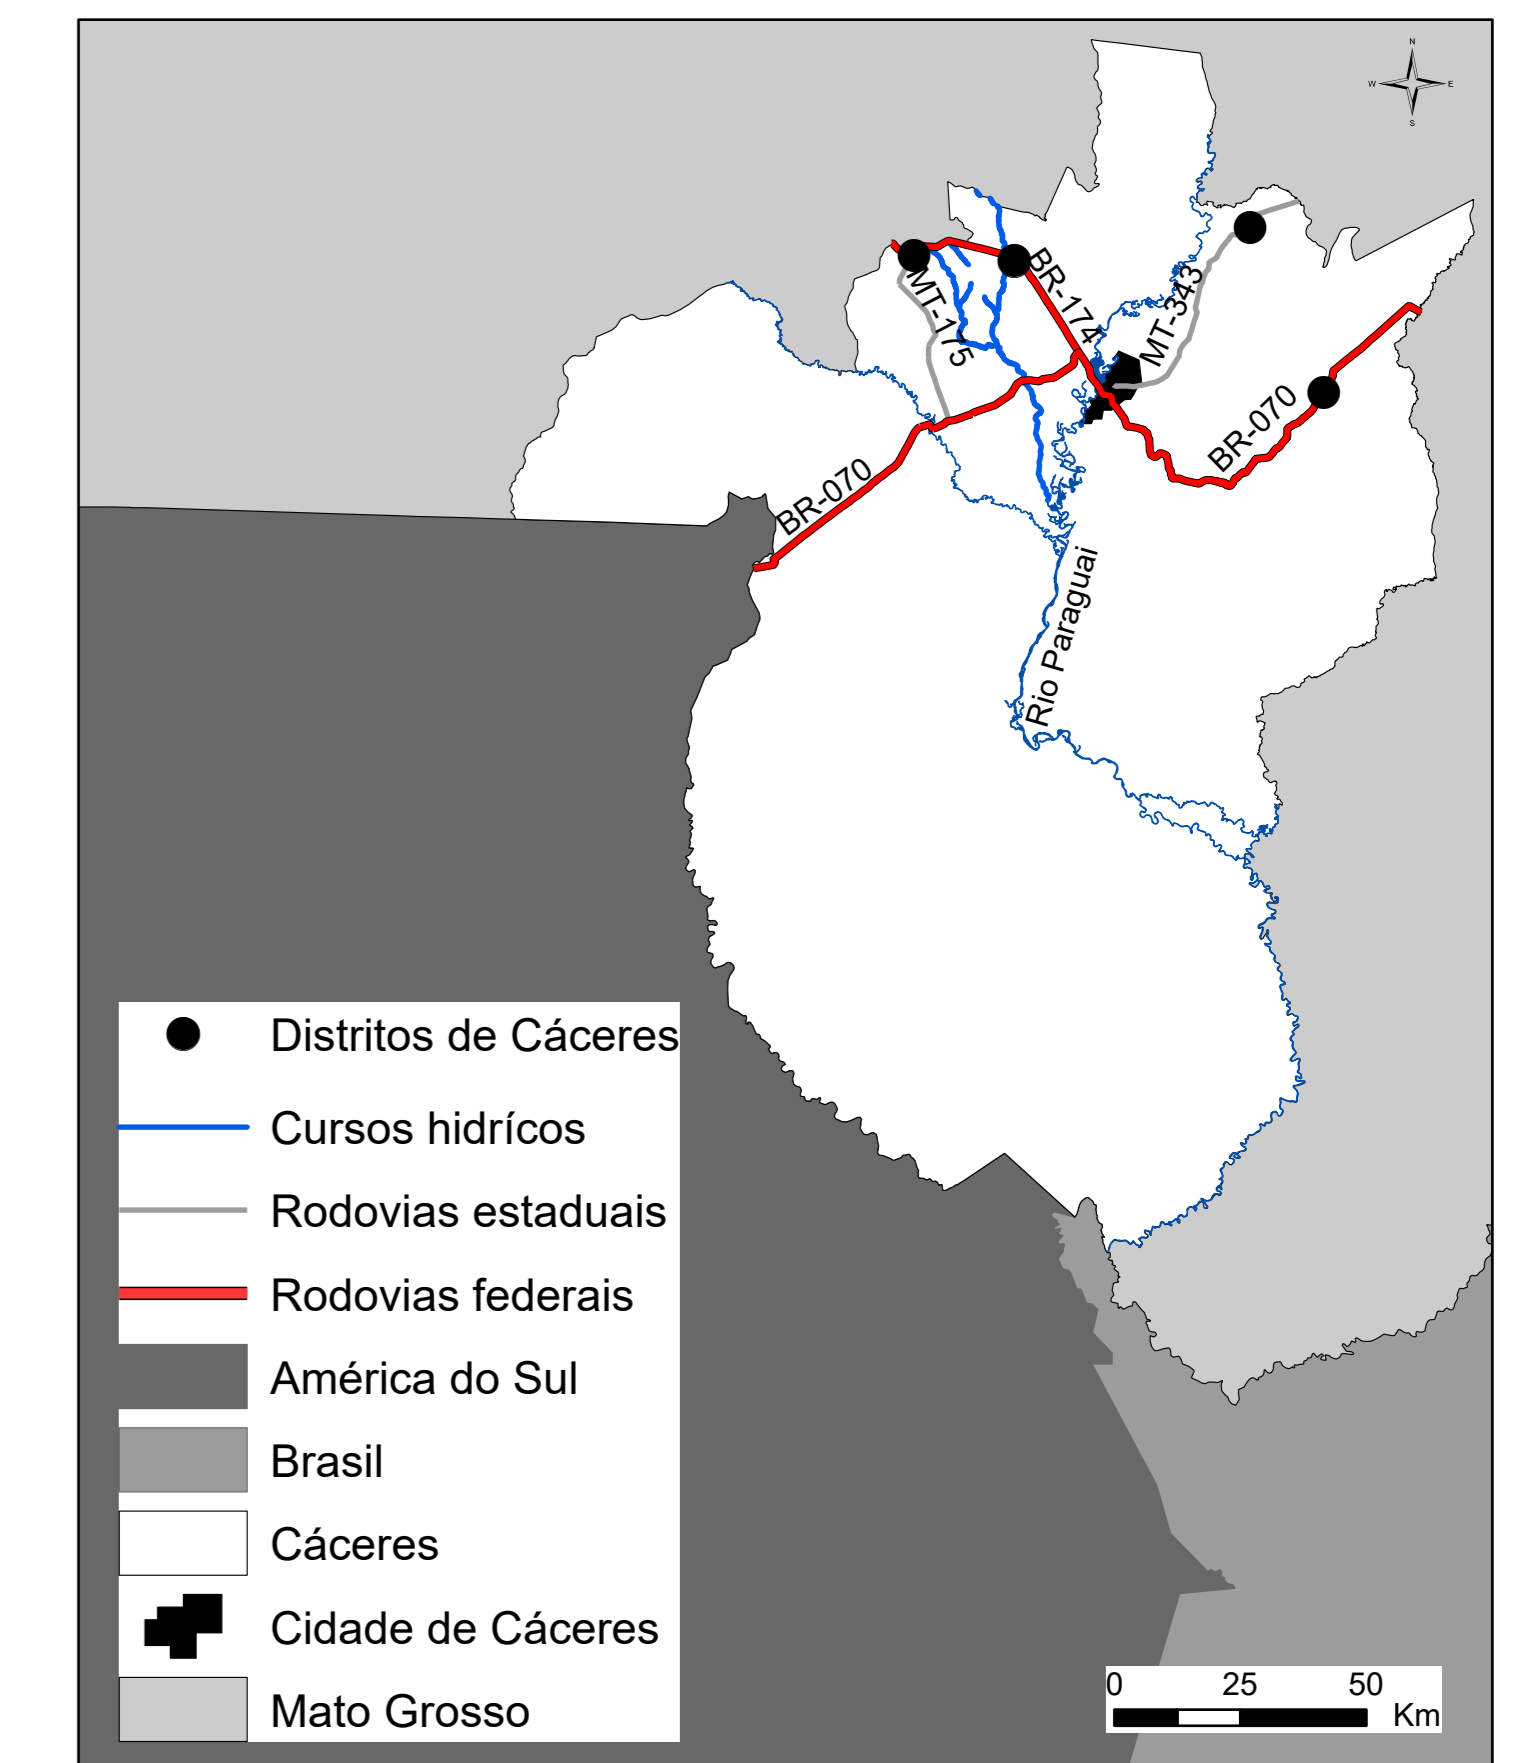 N
W
E
S
BR-174
MT-175
MT-343
BR-070
BR-070
Rio Paraguai
Distritos de Cáceres
Cursos hidrícos
Rodovias estaduais
Rodovias federais
América do Sul
Brasil
Cáceres
Cidade de Cáceres
Mato Grosso
0 25 50
Km